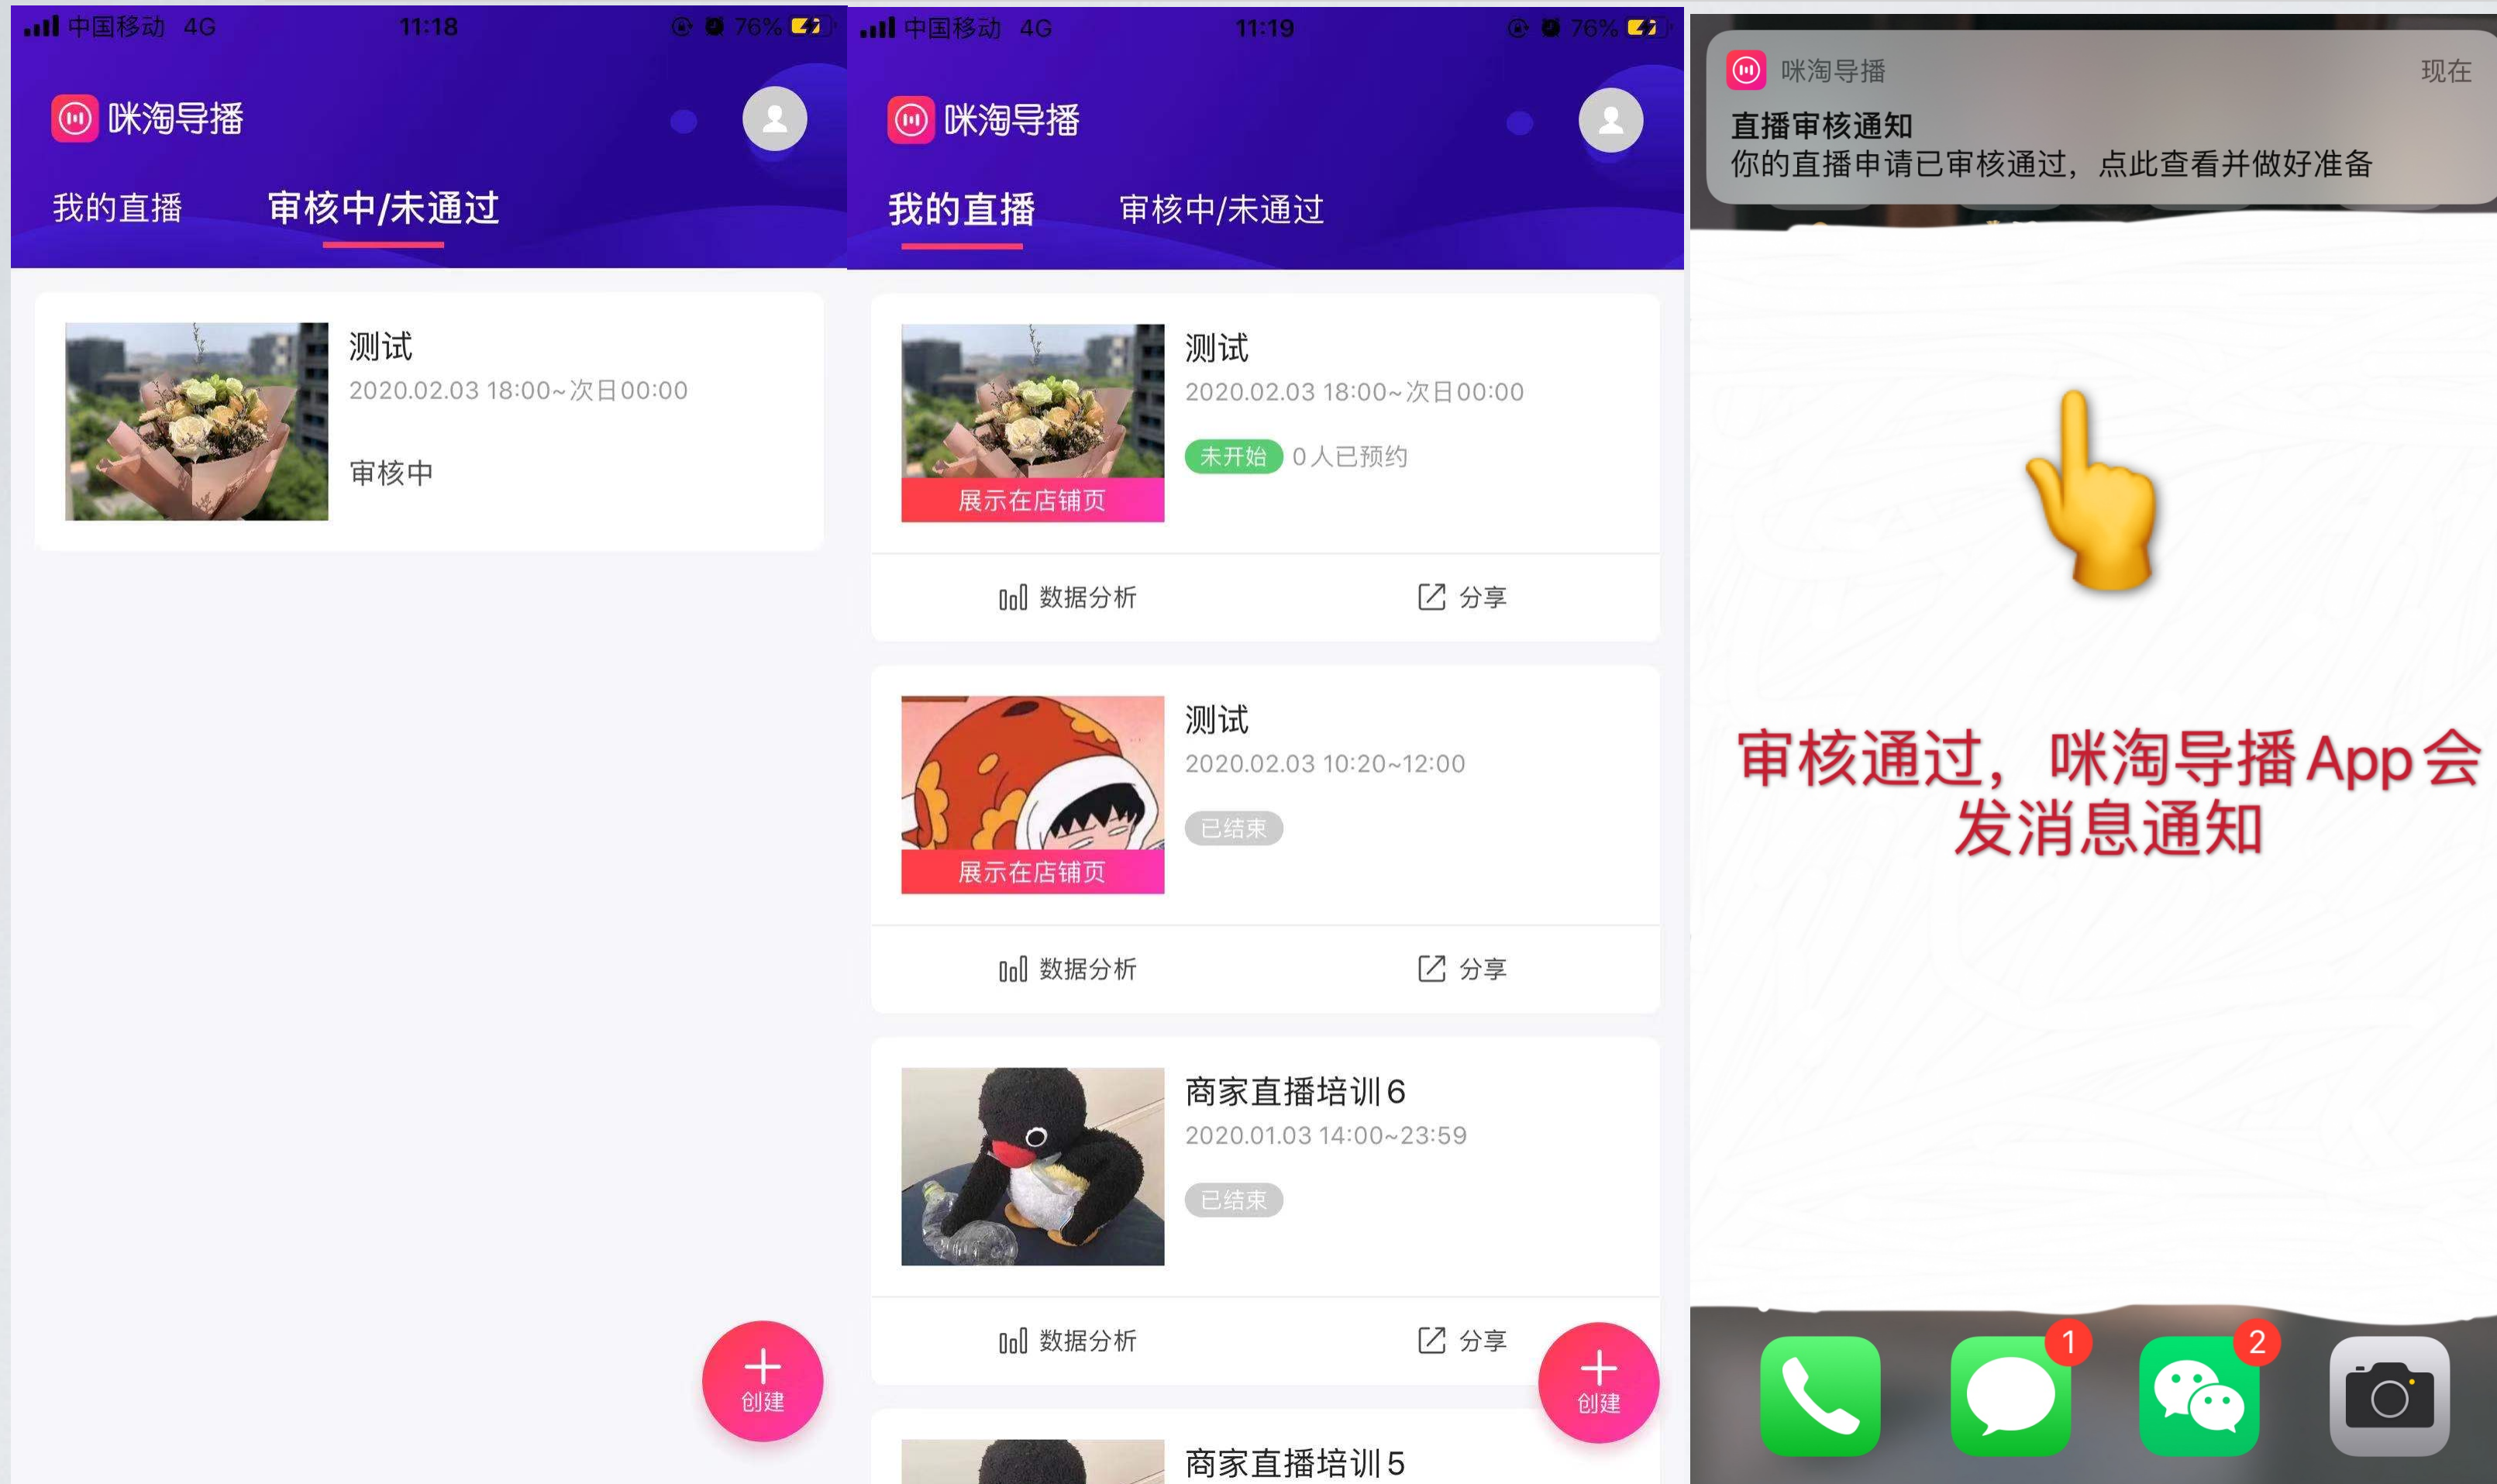 中国移动 4G 11:18 76%
咪淘导播
我的直播 审核中/未通过
测试
2020.02.03 18:00~次日00:00
审核中
创建
中国移动 4G 11:19 76%
咪淘导播
我的直播 审核中/未通过
测试
2020.02.03 18:00~次日00:00
未开始 0人已预约
展示在店铺页
数据分析 分享
测试
2020.02.03 10:20~12:00
已结束
展示在店铺页
数据分析 分享
商家直播培训6
2020.01.03 14:00~23:59
已结束
数据分析 分享
创建
商家直播培训5
咪淘导播 现在
直播审核通知
你的直播申请已审核通过，点此查看并做好准备
审核通过，咪淘导播App会
发消息通知
1
2